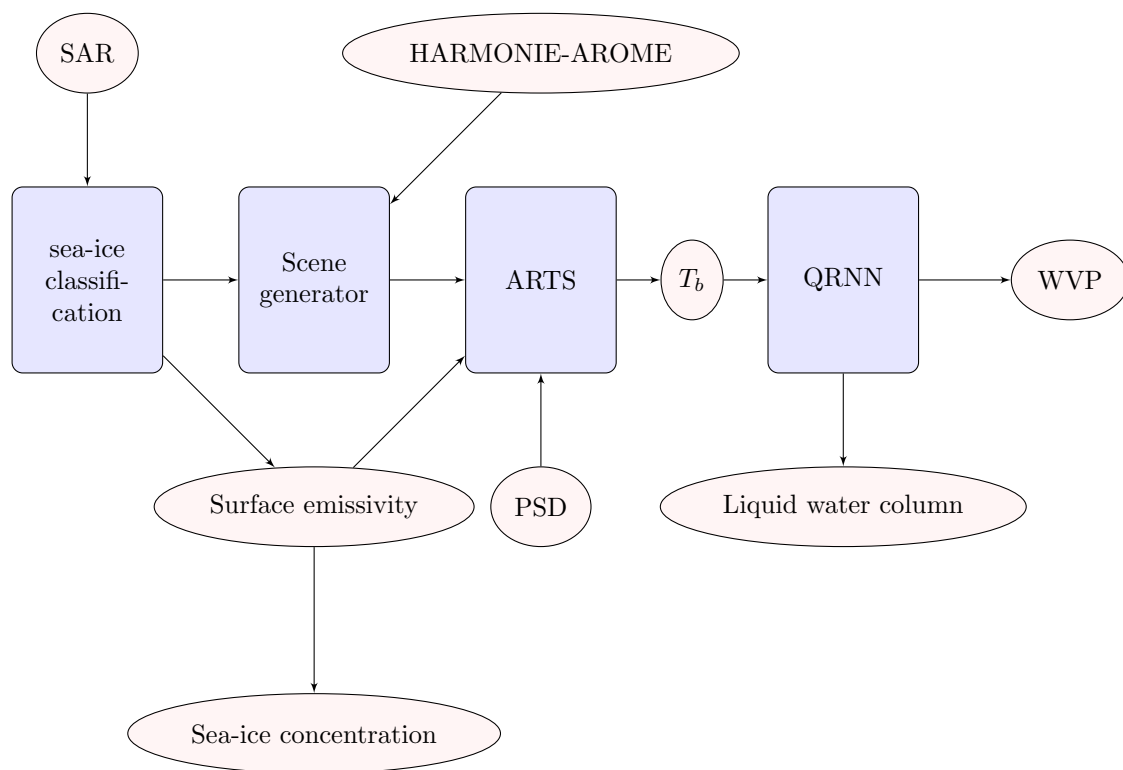 SAR
HARMONIE-AROME
sea-ice
classifi-
cation
Scene
generator
ARTS
T_b
QRNN
WVP
Surface emissivity
PSD
Liquid water column
Sea-ice concentration